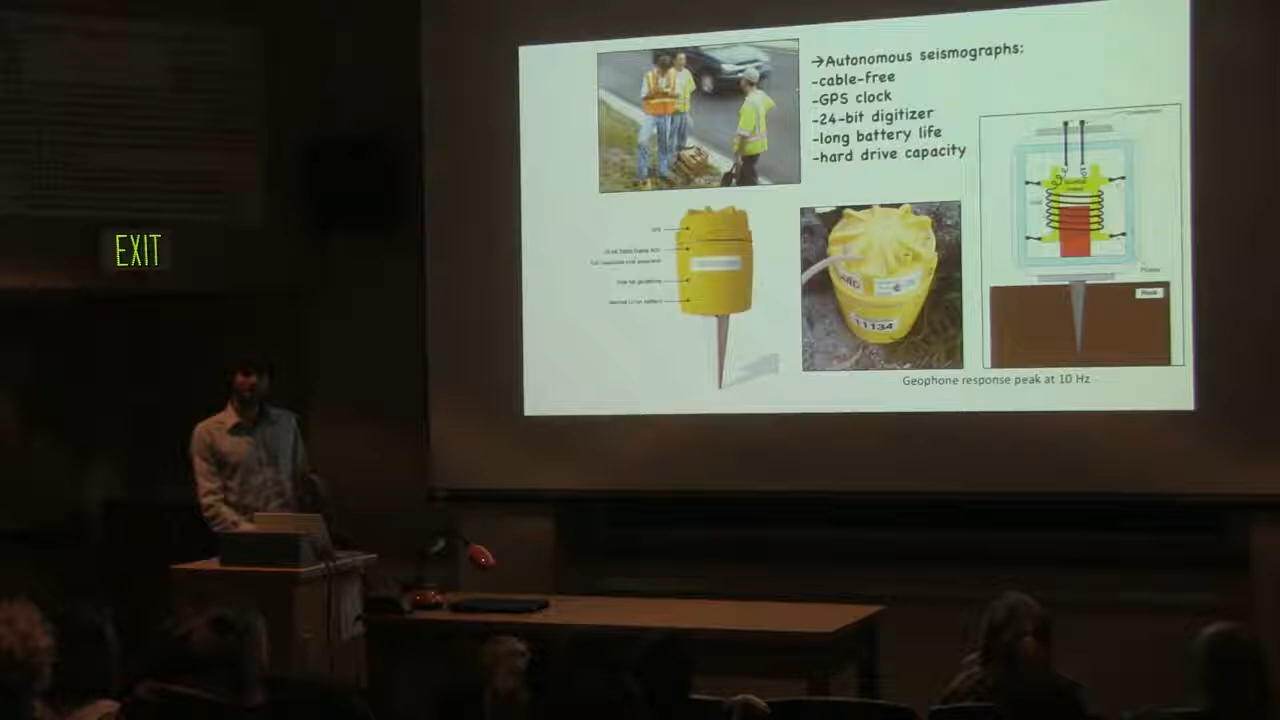 →Autonomous seismographs:
-cable-free
-GPS clock
-24-bit digitizer
-long battery life
-hard drive capacity
EXIT
11134
Geophone response peak at 10 Hz